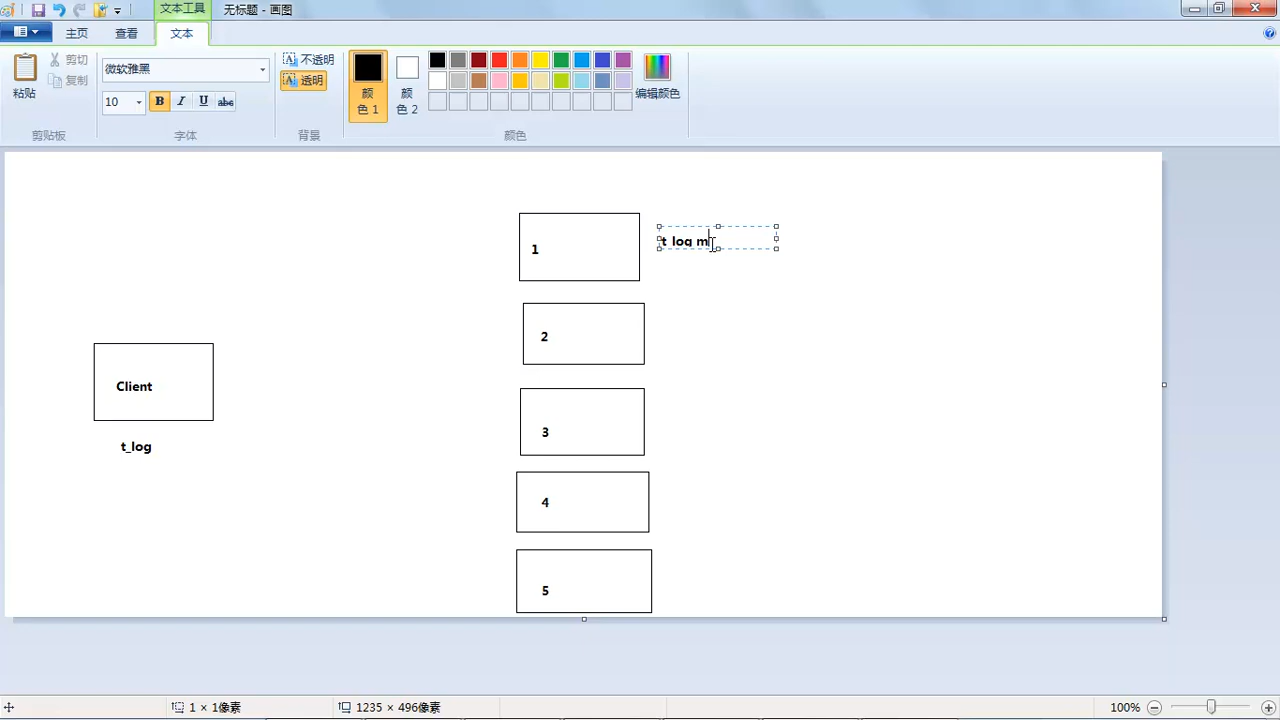 文本工具 无标题 - 画图
主页 查看 文本
粘贴
剪切
复制
剪贴板
微软雅黑
10 B I U abc
字体
不透明
透明
背景
颜
色 1
颜
色 2
编辑颜色
颜色
1
t_log m
2
Client
3
t_log
4
5
1 × 1像素 1235 × 496像素 100%